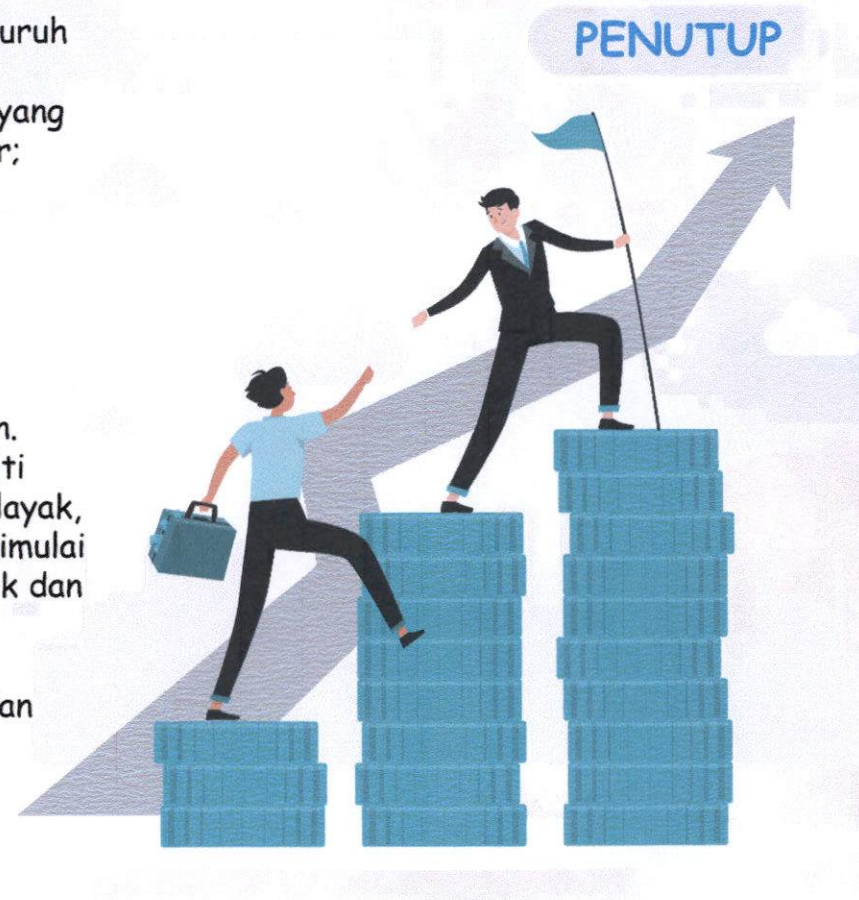 PENUTUP
uruh
yang
r;
n.
ti
layak,
imulai
k dan
an